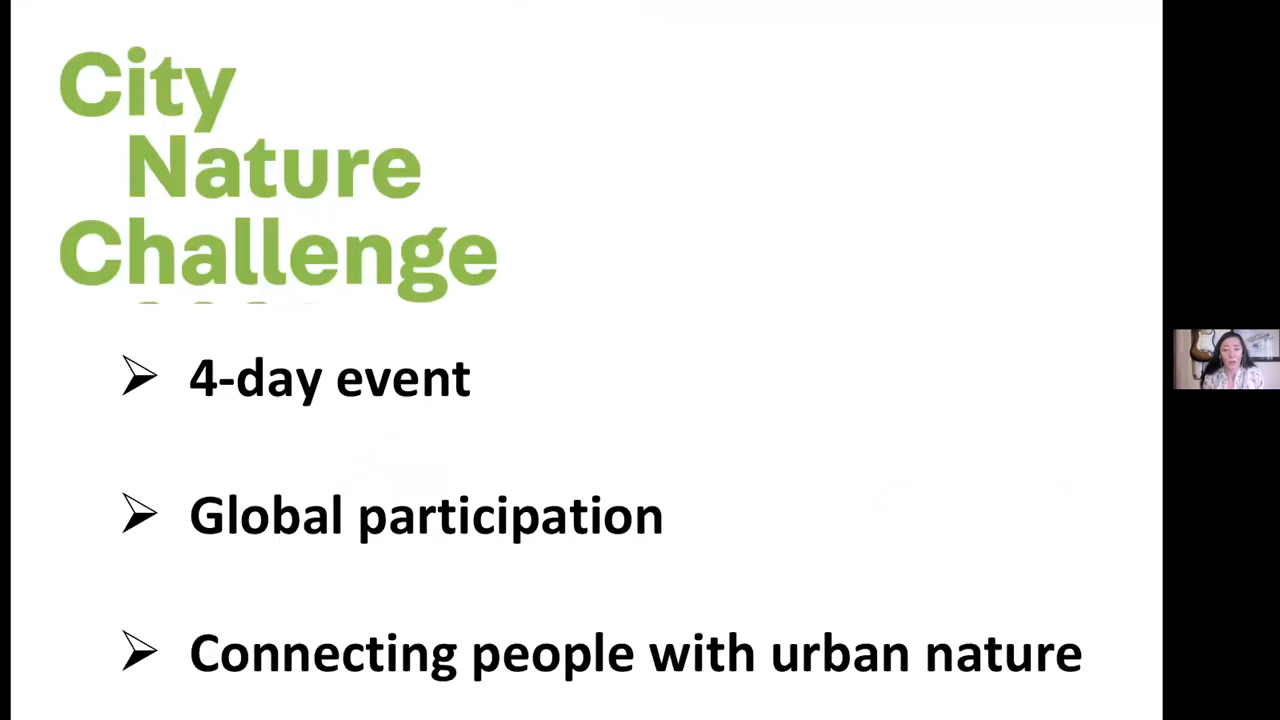 City
Nature
Challenge
4-day event
Global participation
Connecting people with urban nature